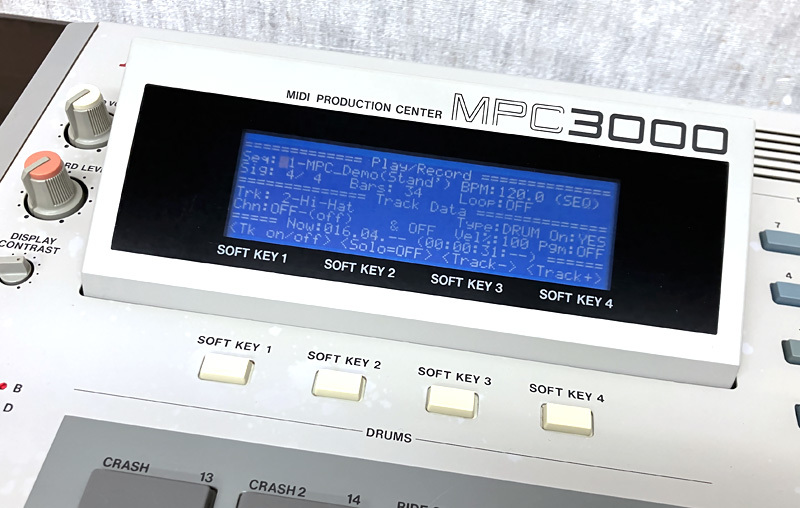 MIDI PRODUCTION CENTER MPC3000
=========== Play/Record ===========
Seq: 1-MPC Demo(Stand') BPM:120.0 (SEQ)
Sig: 4/ 4 Bars: 34 Loop:OFF
=========== Track Data ===========
Trk: 2-Hi-Hat Type:DRUM On:YES
Chn:OFF-(off) & OFF Ve%:100 Pgm:OFF
===== Now:016.04.-- (00:00:31:--) =====
<Tk on/off> <Solo=OFF> <Track-> <Track+>
SOFT KEY 1 SOFT KEY 2 SOFT KEY 3 SOFT KEY 4
DISPLAY
CONTRAST
SOFT KEY 1 SOFT KEY 2 SOFT KEY 3 SOFT KEY 4
7
4
B
D
DRUMS
CRASH 13 CRASH 2 14